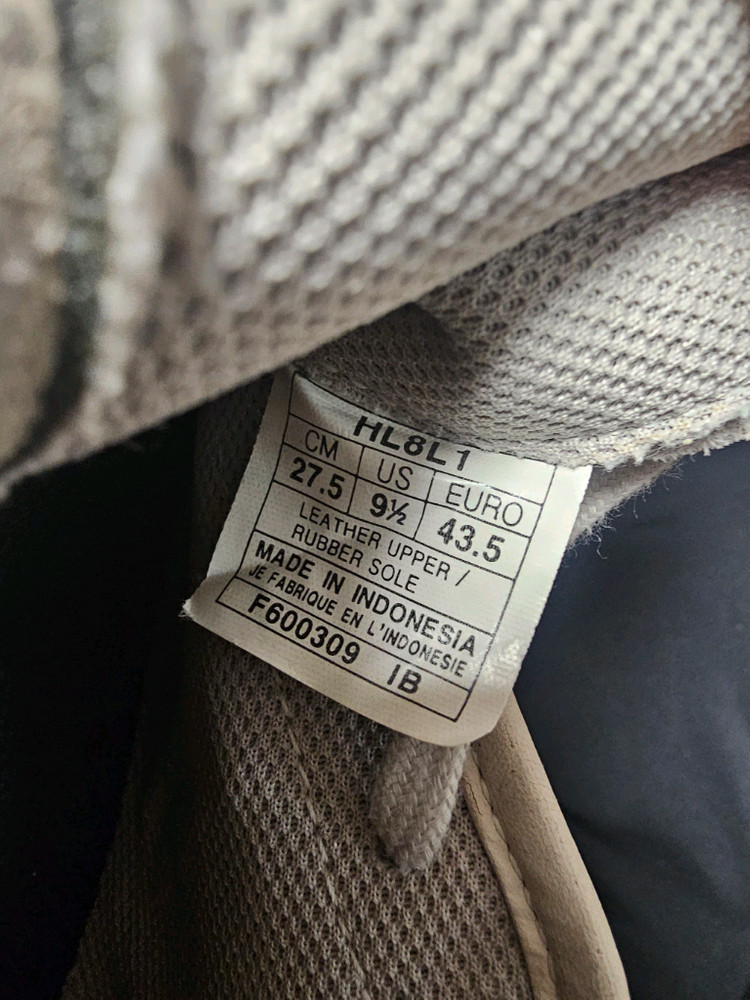 HL8L1
CM US EURO
27.5 9½ 43.5
LEATHER UPPER /
RUBBER SOLE
MADE IN INDONESIA
JE FABRIQUE EN L'INDONESIE
F600309 IB